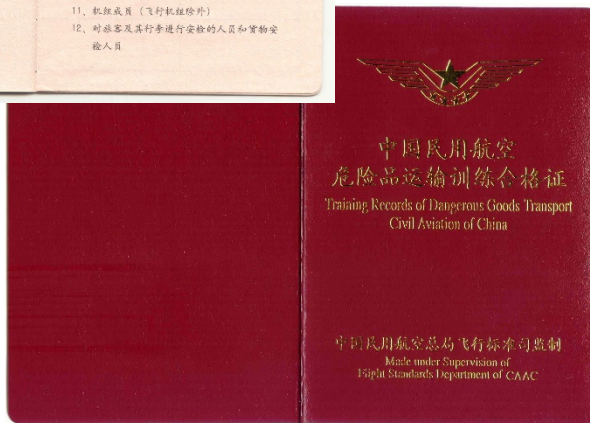 11、机组成员（飞行机组除外）
12、对旅客及其行李进行安检的人员和货物安
检人员
中国民用航空
危险品运输训练合格证
Training Records of Dangerous Goods Transport
Civil Aviation of China
中国民用航空总局飞行标准司监制
Made under Supervision of
Flight Standards Department of CAAC